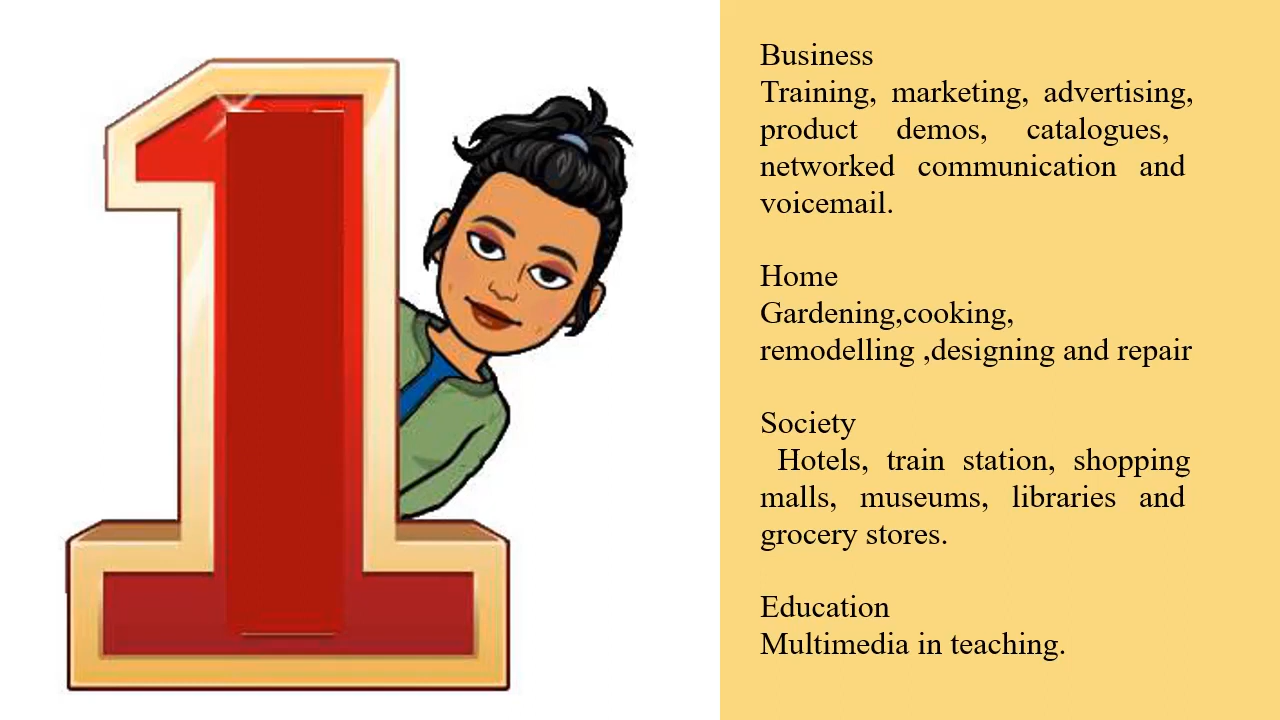 1
Business
Training, marketing, advertising,
product demos, catalogues,
networked communication and
voicemail.
Home
Gardening,cooking,
remodelling ,designing and repair
Society
Hotels, train station, shopping
malls, museums, libraries and
grocery stores.
Education
Multimedia in teaching.